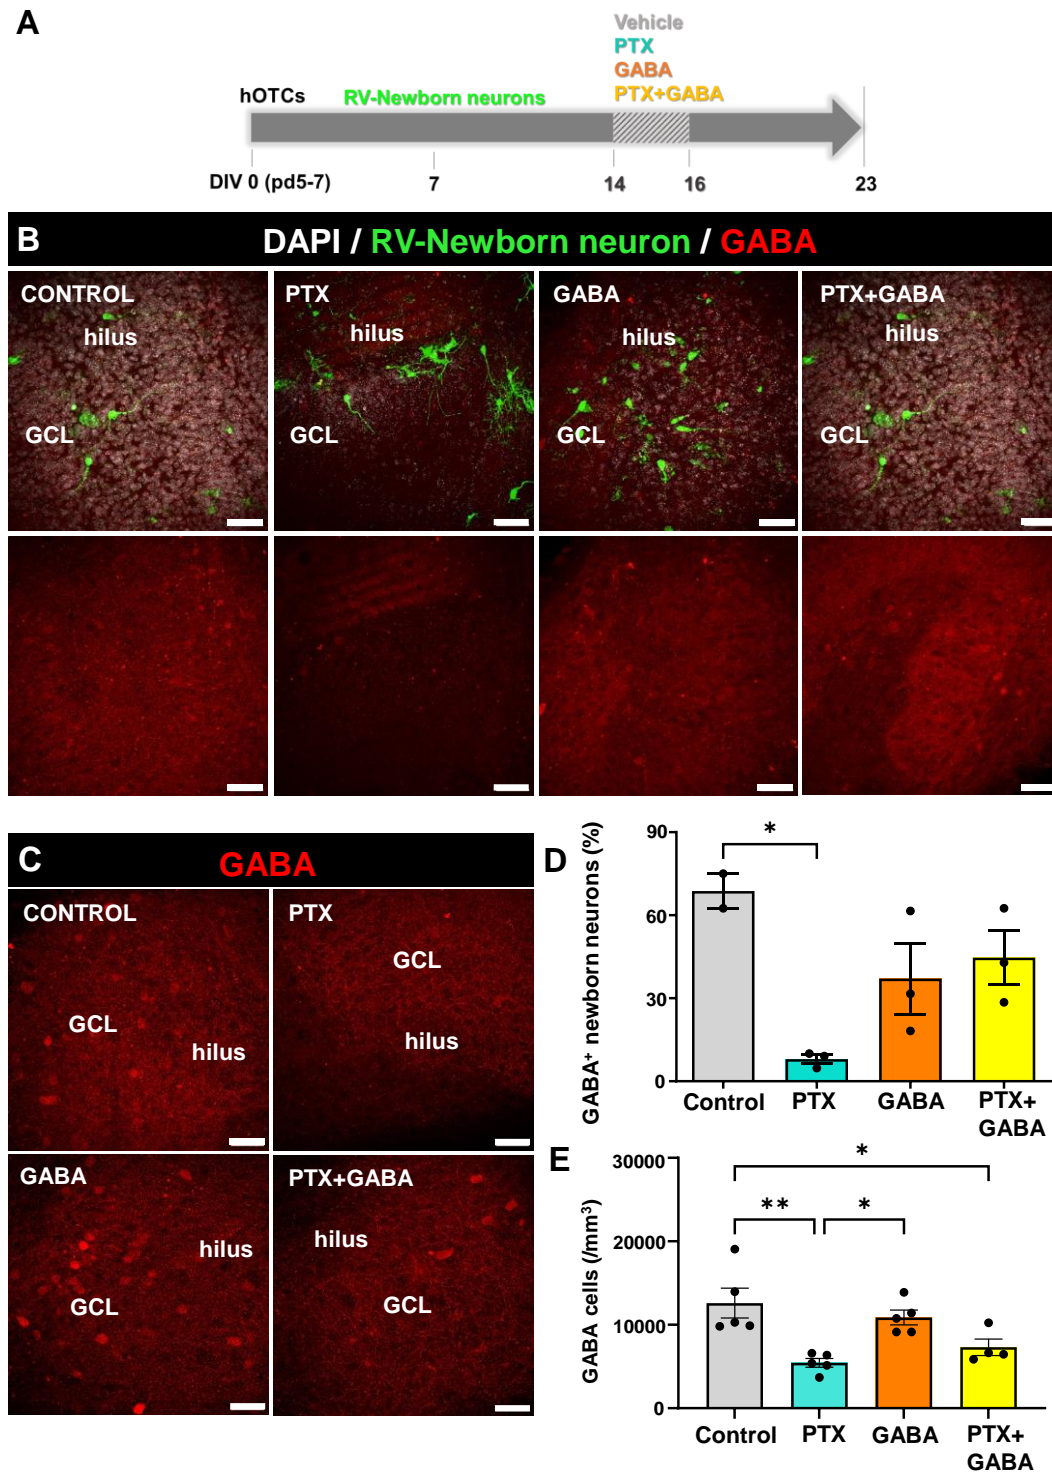 A
Vehicle
PTX
GABA
PTX+GABA
hOTCs
RV-Newborn neurons
DIV 0 (pd5-7)
7
14
16
23
B
DAPI / RV-Newborn neuron / GABA
CONTROL
hilus
GCL
PTX
hilus
GCL
GABA
hilus
GCL
PTX+GABA
hilus
GCL
C
GABA
CONTROL
GCL
hilus
PTX
GCL
hilus
GABA
hilus
GCL
PTX+GABA
hilus
GCL
D
GABA⁺ newborn neurons (%)
90
60
30
0
*
Control
PTX
GABA
PTX+
GABA
E
GABA cells (/mm³)
30000
20000
10000
0
*
**
*
Control
PTX
GABA
PTX+
GABA